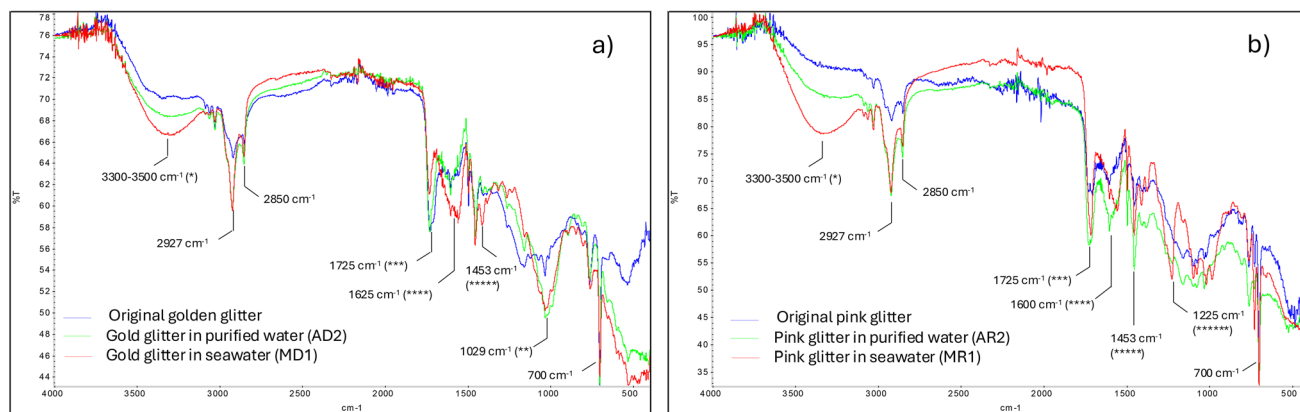 a)
78
76
74
72
70
68
66
64
62
60
58
56
54
52
50
48
46
44
%T
3300-3500 cm-1 (*)
2850 cm-1
2927 cm-1
1725 cm-1 (***)
1453 cm-1
(*****)
1625 cm-1 (****)
1029 cm-1 (**)
700 cm-1
Original golden glitter
Gold glitter in purified water (AD2)
Gold glitter in seawater (MD1)
4000
3000
2000
1500
1000
500
cm-1
b)
100
95
90
85
80
75
70
65
60
55
50
45
40
35
%T
3300-3500 cm-1 (*)
2850 cm-1
2927 cm-1
1725 cm-1 (***)
1600 cm-1 (****)
1225 cm-1
(******)
1453 cm-1
(*****)
700 cm-1
Original pink glitter
Pink glitter in purified water (AR2)
Pink glitter in seawater (MR1)
4000
3500
3000
2500
2000
1500
1000
500
cm-1